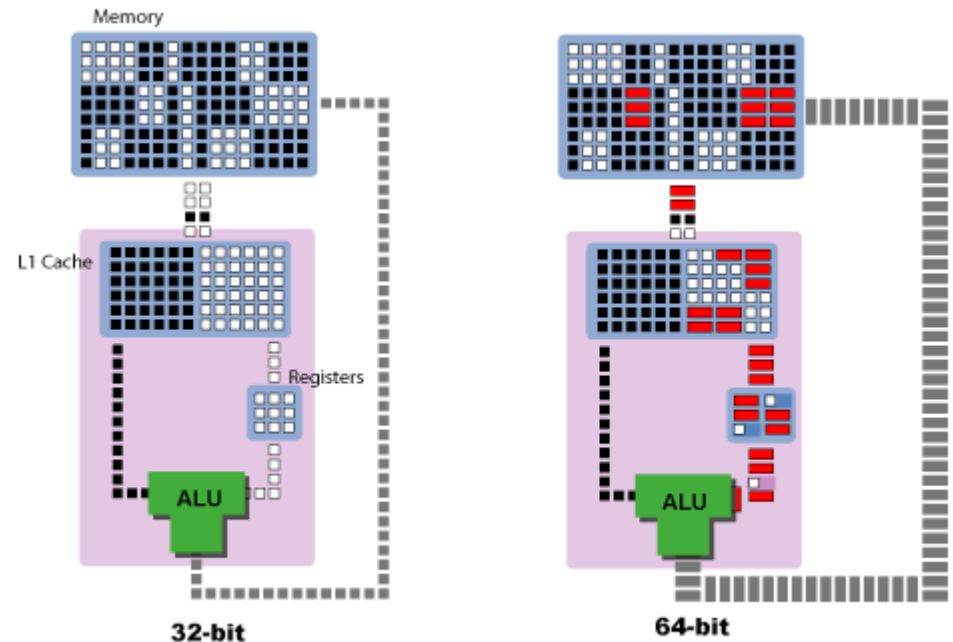 Memory
L1 Cache
Registers
ALU
ALU
32-bit
64-bit